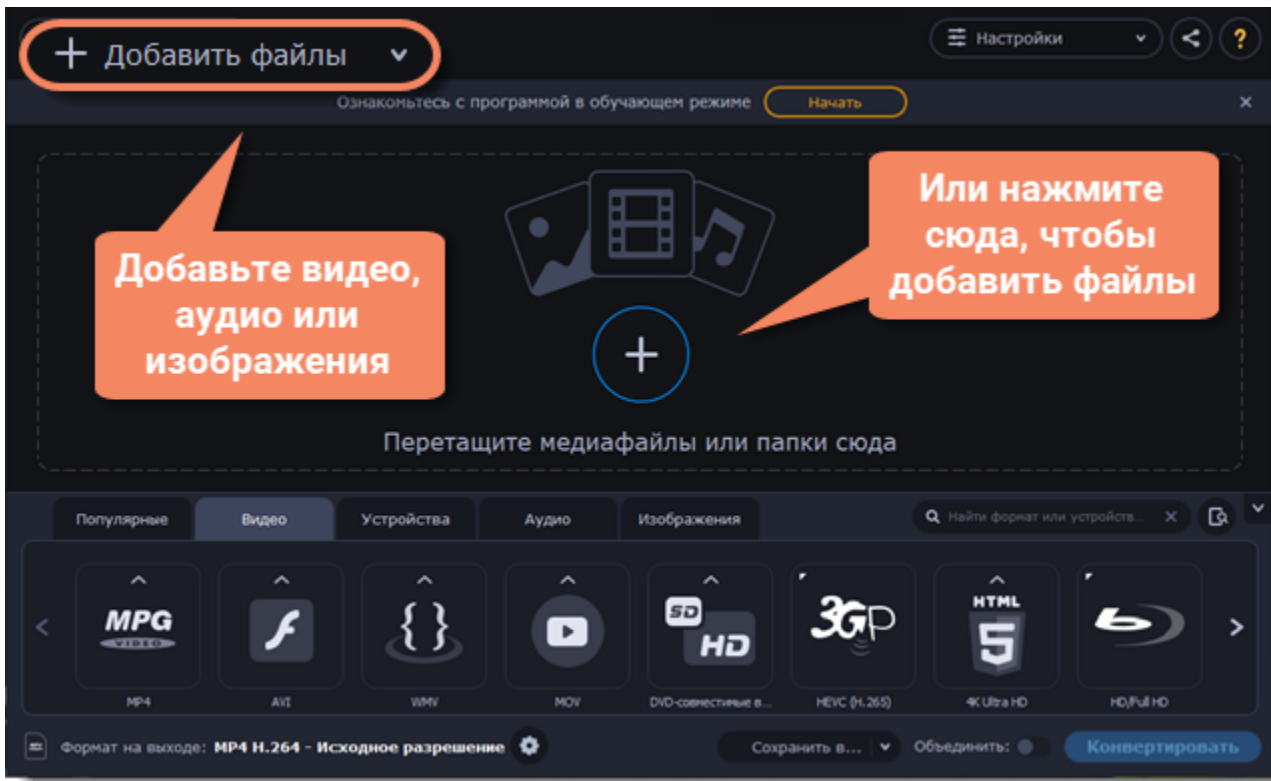 + Добавить файлы
Настройки
?
Ознакомьтесь с программой в обучающем режиме
Начать
Добавьте видео,
аудио или
изображения
Или нажмите
сюда, чтобы
добавить файлы
Перетащите медиафайлы или папки сюда
Популярные
Видео
Устройства
Аудио
Изображения
Найти формат или устройств...
MPG
VIDEO
SD
HD
3GP
HTML
5
MP4
AVI
WMV
MOV
DVD-совместимые в...
HEVC (H.265)
4K Ultra HD
HD/Full HD
Формат на выходе: MP4 H.264 - Исходное разрешение
Сохранить в...
Объединить:
Конвертировать